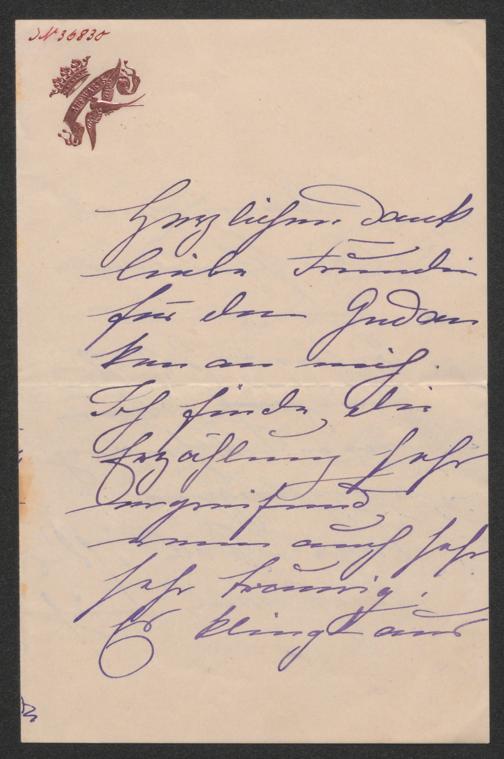 № 36830
Herzlichen Dank
liebe Freundin
für den Gedan
ken an mich.
Ich finde die
Erzählung sehr
ergreifend
wenn auch sehr
sehr traurig.
Es klingt aus